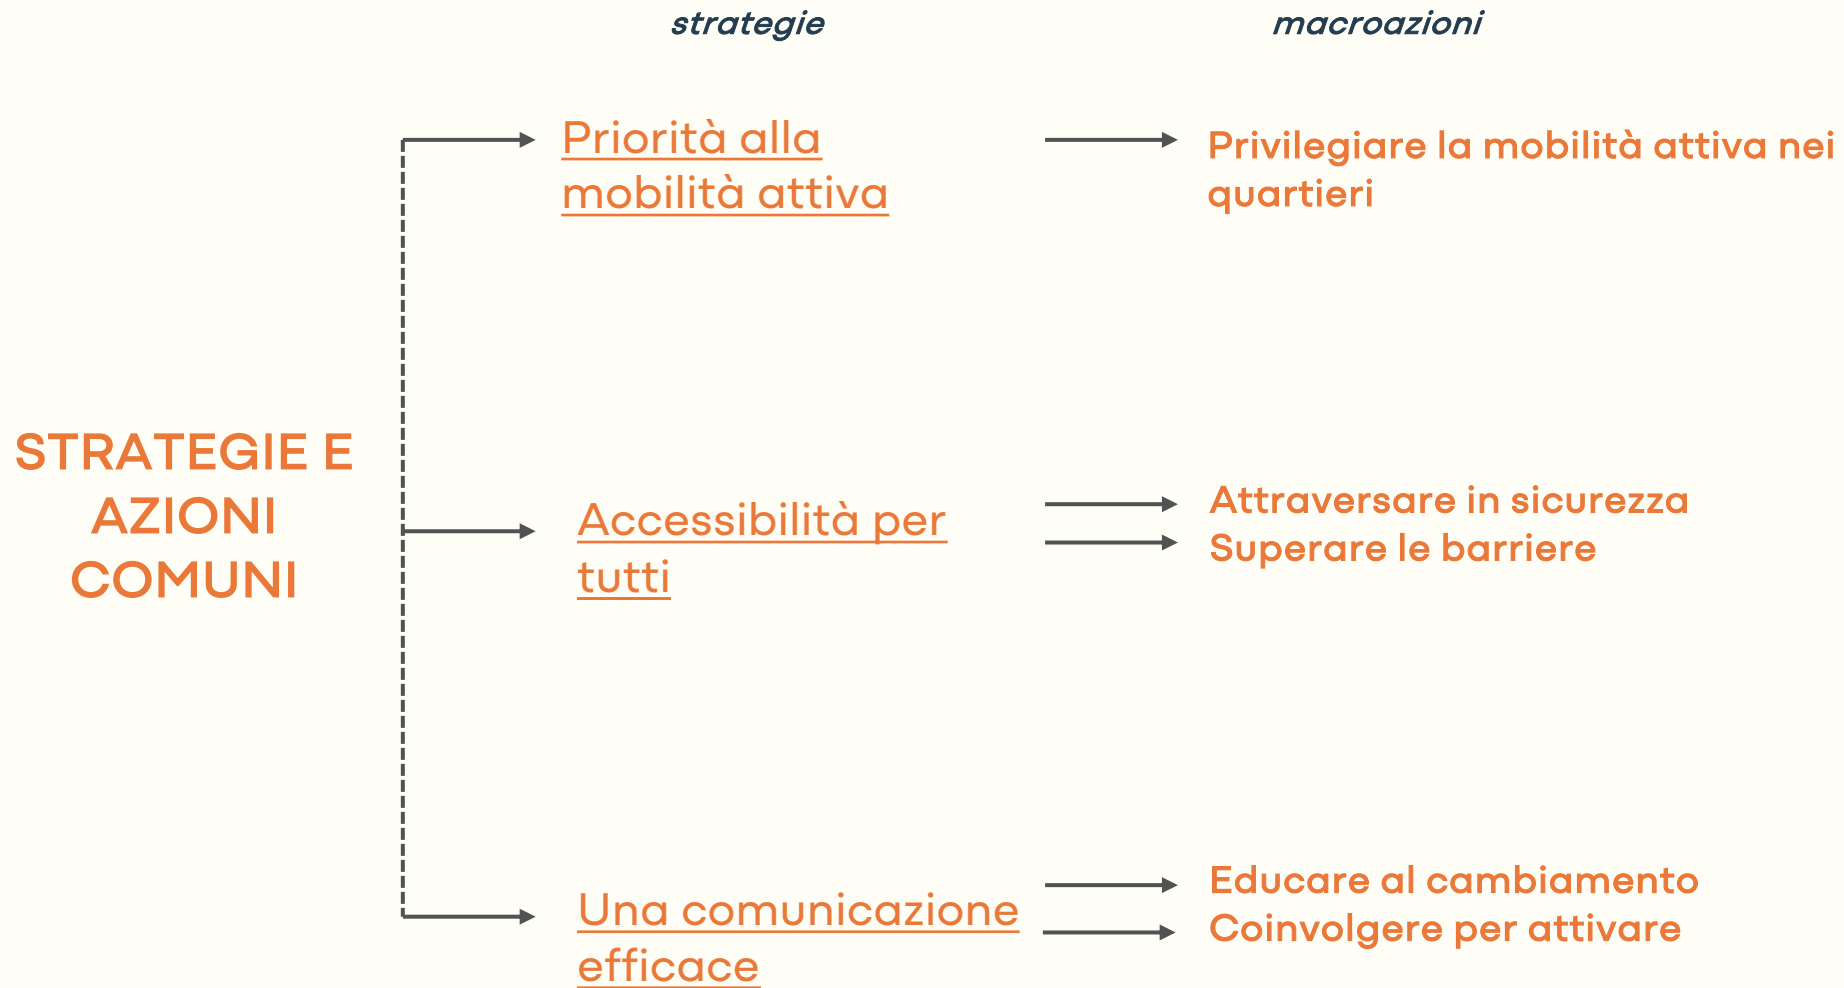 strategie
macroazioni
STRATEGIE E
AZIONI
COMUNI
Priorità alla
mobilità attiva
Privilegiare la mobilità attiva nei
quartieri
Accessibilità per
tutti
Attraversare in sicurezza
Superare le barriere
Una comunicazione
efficace
Educare al cambiamento
Coinvolgere per attivare